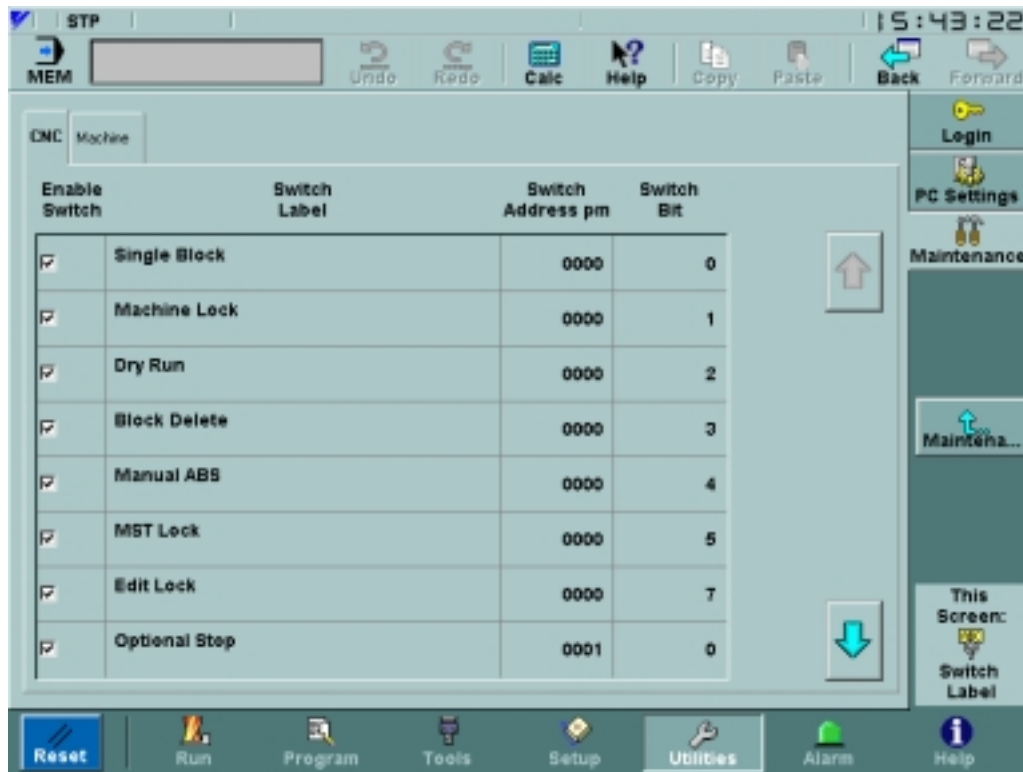 STP
15:43:22
MEM
Undo
Redo
Calc
Help
Copy
Paste
Back
Forward
CNC
Machine
Login
PC Settings
Maintenance
Maintena...
This
Screen:
Switch
Label
Enable
Switch
Switch
Label
Switch
Address pm
Switch
Bit
Single Block 0000 0
Machine Lock 0000 1
Dry Run 0000 2
Block Delete 0000 3
Manual ABS 0000 4
MST Lock 0000 5
Edit Lock 0000 7
Optional Stop 0001 0
Reset
Run
Program
Tools
Setup
Utilities
Alarm
Help